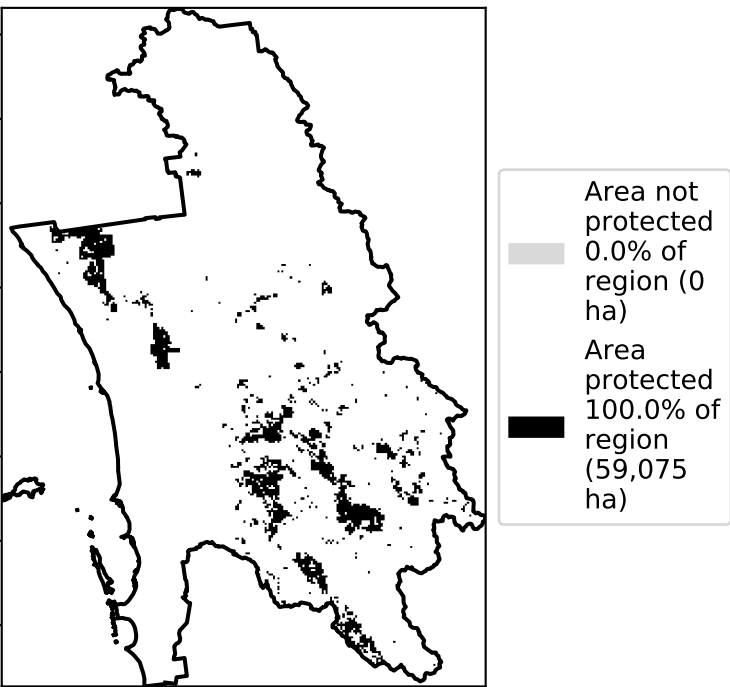 Area not
protected
0.0% of
region (0
ha)
Area
protected
100.0% of
region
(59,075
ha)